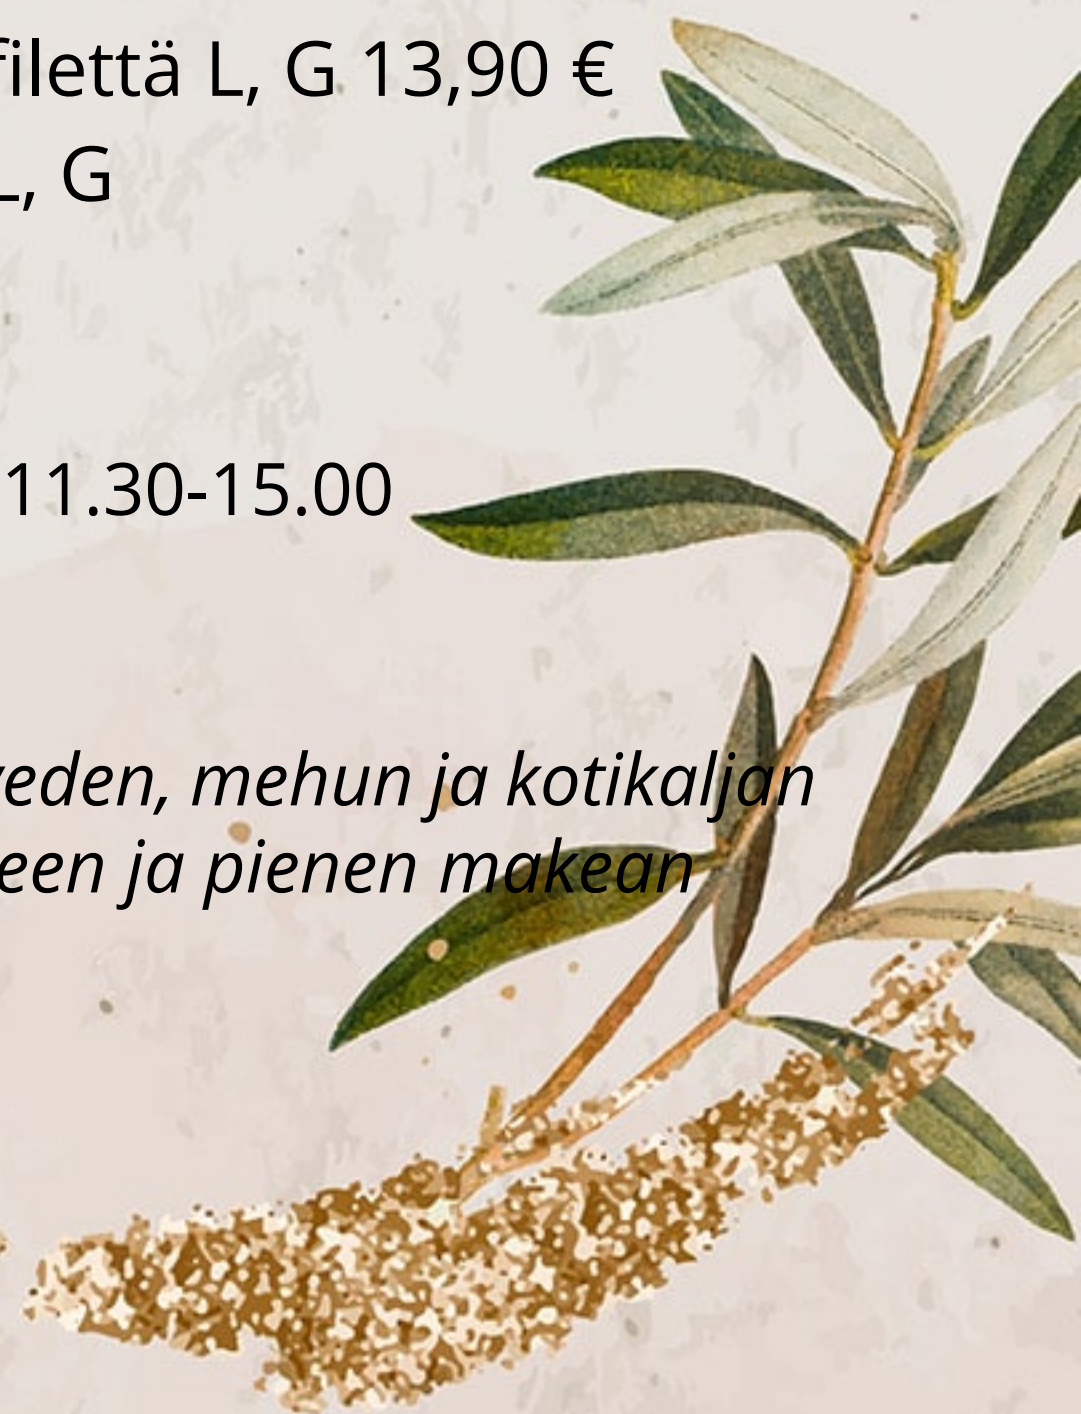 filettä L, G 13,90 €
L, G
11.30-15.00
veden, mehun ja kotikaljan
een ja pienen makean